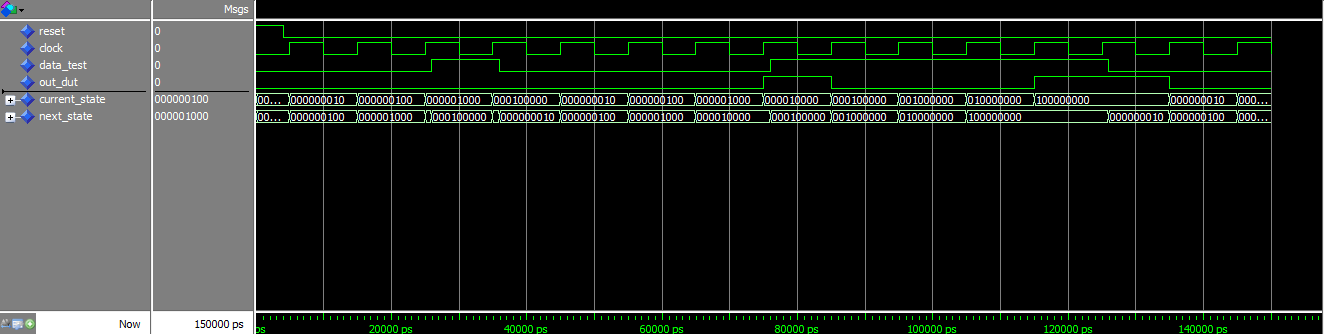 Msgs
reset 0
clock 0
data_test 0
out_dut 0
current_state 000000100 00... 000000010 000000100 000001000 000100000 000000010 000000100 000001000 000010000 000100000 001000000 010000000 100000000 000000010 000...
next_state 000001000 00... 000000100 000001000 000100000 000000010 000000100 000001000 000010000 000100000 001000000 010000000 100000000 000000010 000000100 000...
Now 150000 ps ps 20000 ps 40000 ps 60000 ps 80000 ps 100000 ps 120000 ps 140000 ps